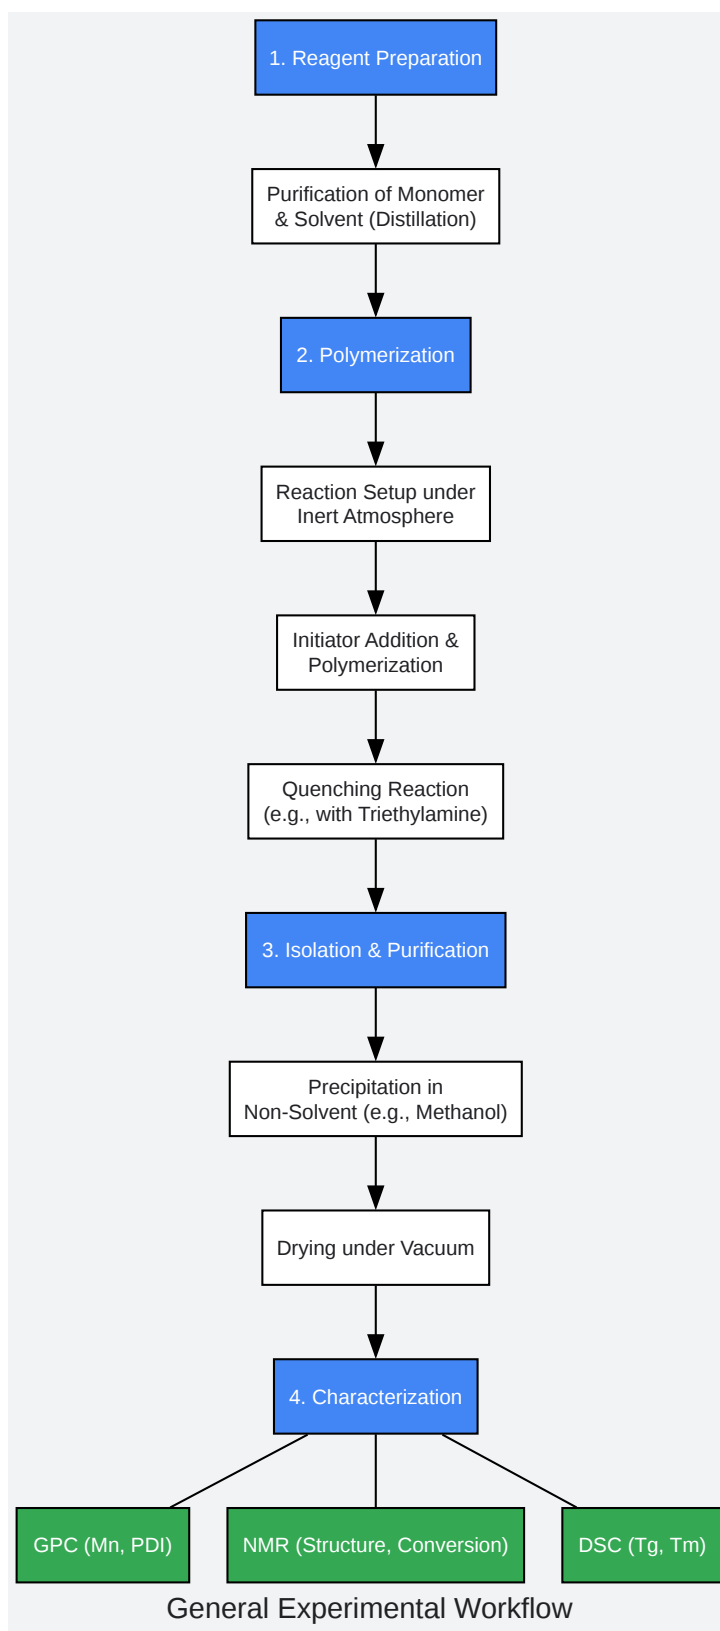 1. Reagent Preparation
Purification of Monomer
& Solvent (Distillation)
2. Polymerization
Reaction Setup under
Inert Atmosphere
Initiator Addition &
Polymerization
Quenching Reaction
(e.g., with Triethylamine)
3. Isolation & Purification
Precipitation in
Non-Solvent (e.g., Methanol)
Drying under Vacuum
4. Characterization
GPC (Mn, PDI)
NMR (Structure, Conversion)
DSC (Tg, Tm)
General Experimental Workflow